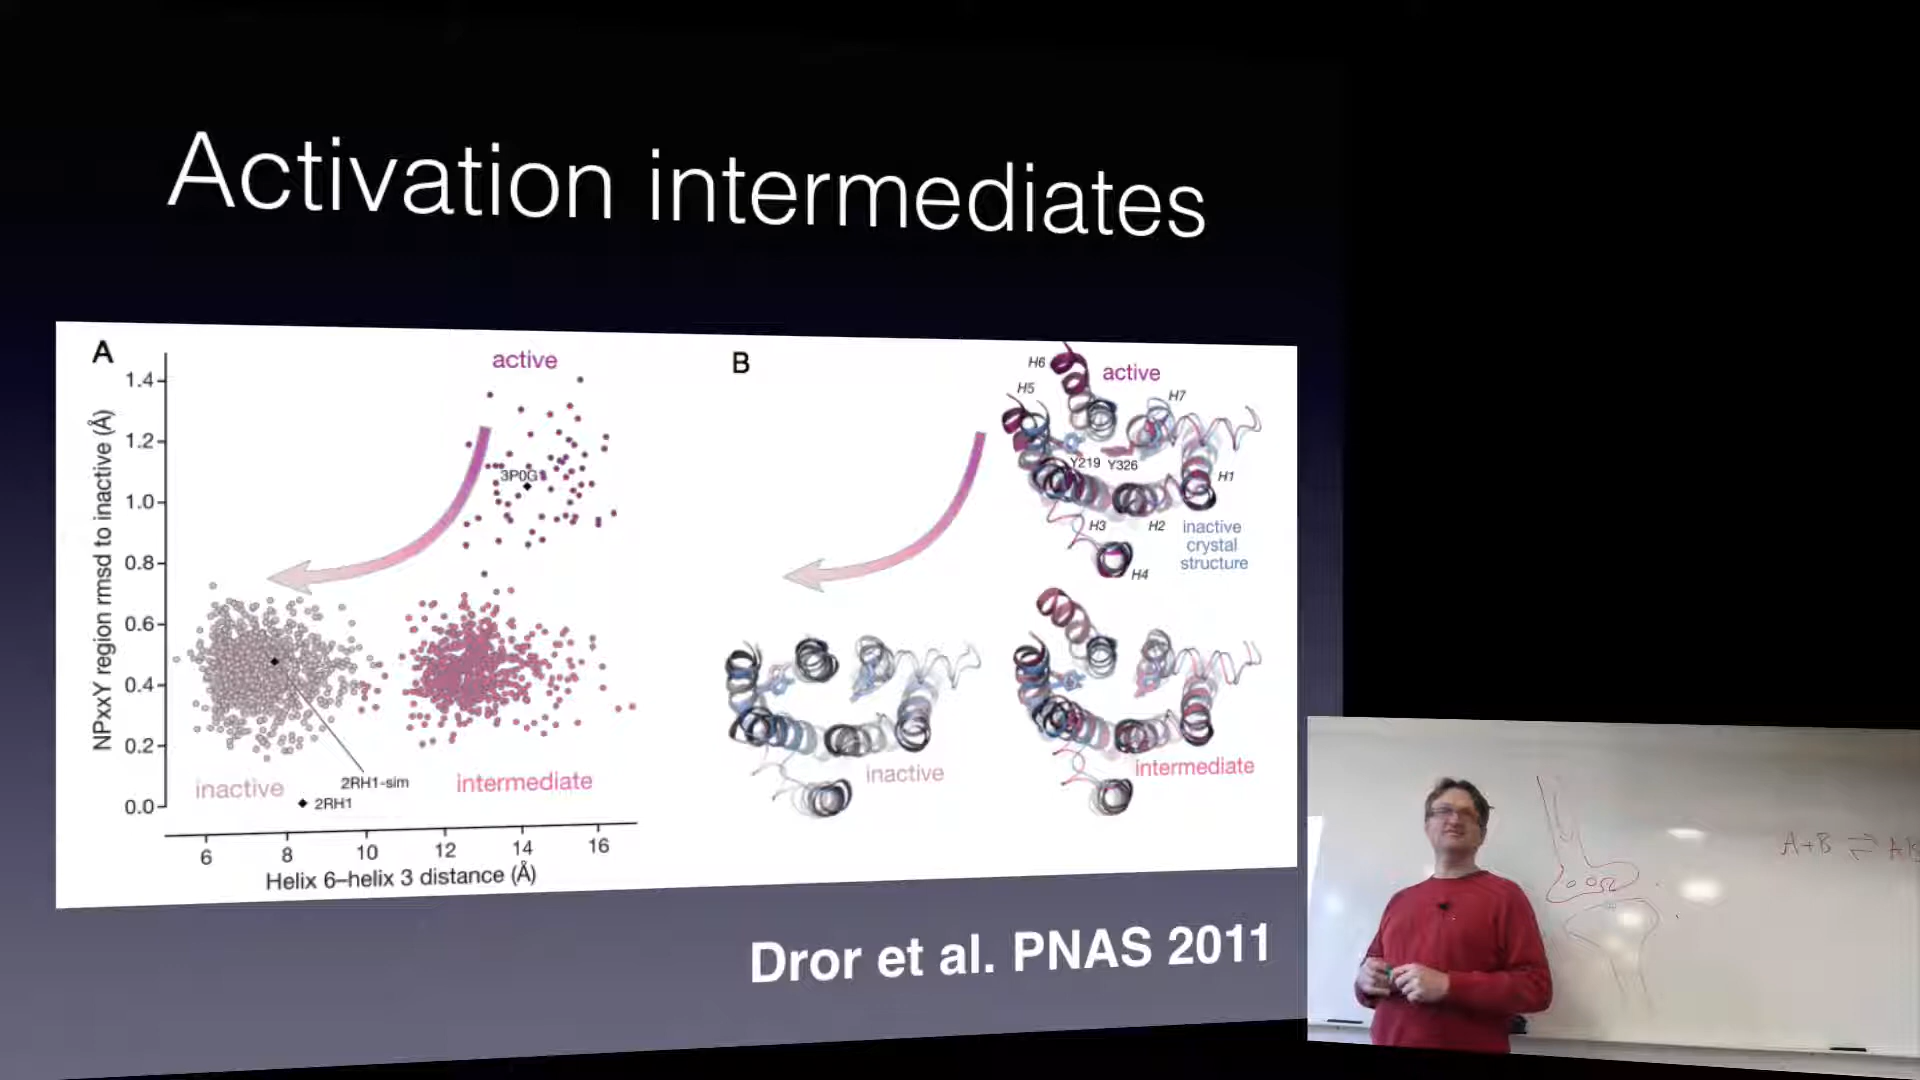 Activation intermediates
A
active
1.4
1.2
1.0
0.8
0.6
0.4
0.2
0.0
NPxxY region rmsd to inactive (Å)
3P0G
inactive
2RH1-sim
intermediate
2RH1
6 8 10 12 14 16
Helix 6–helix 3 distance (Å)
B
H6
active
H5
H7
Y219 Y326
H1
H3
H2
inactive
crystal
structure
H4
inactive
intermediate
Dror et al. PNAS 2011
A+B ⇌ AB